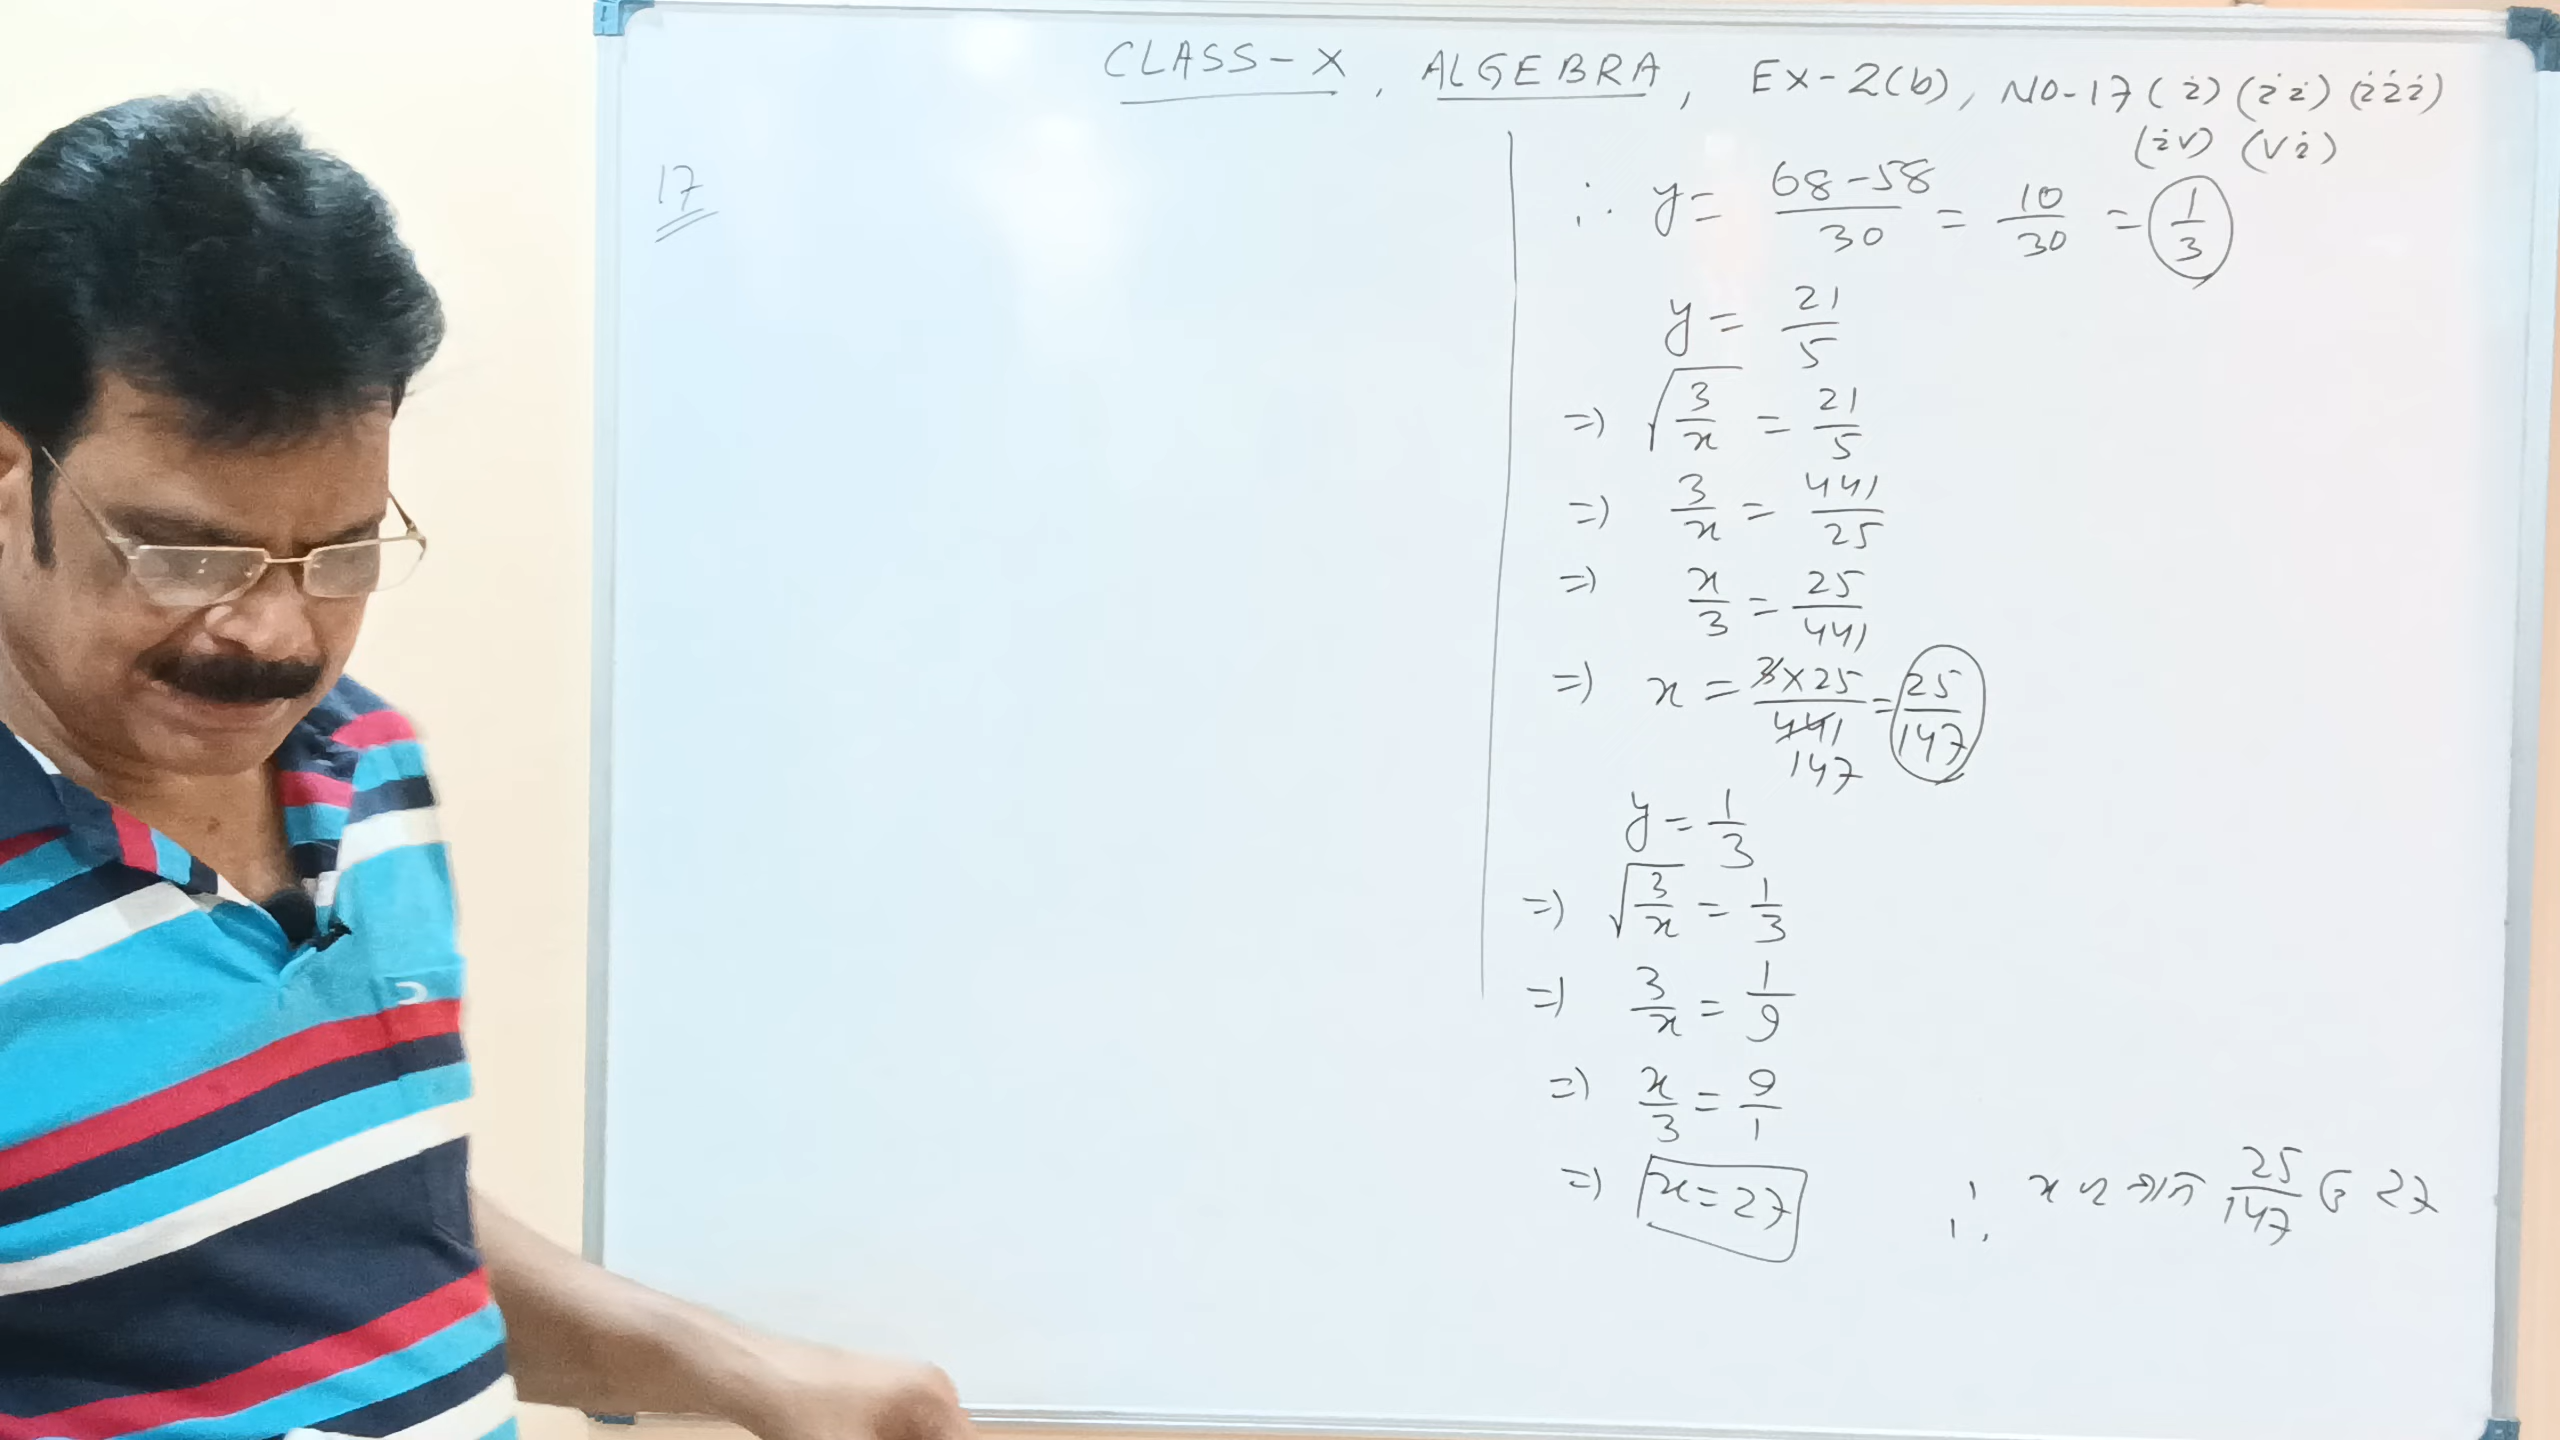 CLASS-X, ALGEBRA, EX-2(b), NO-17 (i) (ii) (iii)
(iv) (vi)
17
∴ y = 68-58/30 = 10/30 = 1/3
y = 21/5
=) √(3/x) = 21/5
=) 3/x = 441/25
=) x/3 = 25/441
=) x = 3×25/441 = 25/147
147
y = 1/3
=) √(3/x) = 1/3
=) 3/x = 1/9
=) x/3 = 9/1
=) x = 27
∴ x ର ମାନ 25/147 ଓ 27